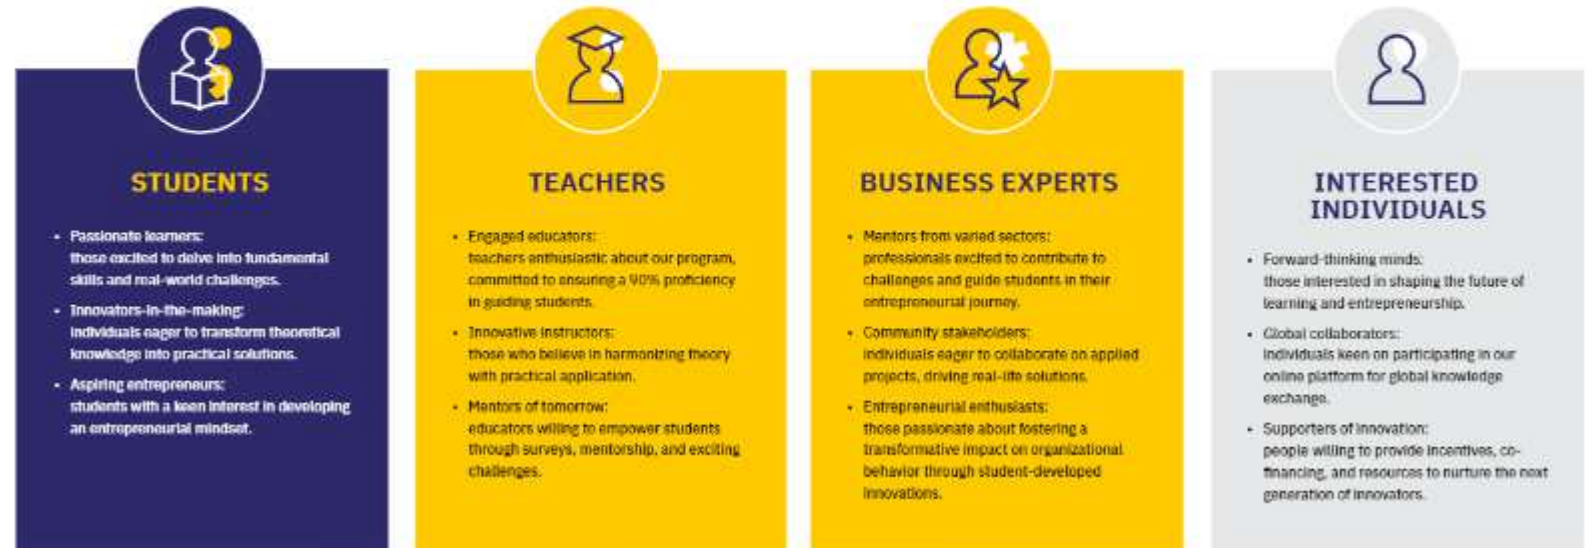 STUDENTS
• Passionate learners:
those excited to delve into fundamental
skills and real-world challenges.
• Innovators-in-the-making:
individuals eager to transform theoretical
knowledge into practical solutions.
• Aspiring entrepreneurs:
students with a keen interest in developing
an entrepreneurial mindset.
TEACHERS
• Engaged educators:
teachers enthusiastic about our program,
committed to ensuring a 90% proficiency
in guiding students.
• Innovative instructors:
those who believe in harmonizing theory
with practical application.
• Mentors of tomorrow:
educators willing to empower students
through surveys, mentorship, and exciting
challenges.
BUSINESS EXPERTS
• Mentors from varied sectors:
professionals excited to contribute to
challenges and guide students in their
entrepreneurial journey.
• Community stakeholders:
individuals eager to collaborate on applied
projects, driving real-life solutions.
• Entrepreneurial enthusiasts:
those passionate about fostering a
transformative impact on organizational
behavior through student-developed
innovations.
INTERESTED
INDIVIDUALS
• Forward-thinking minds:
those interested in shaping the future of
learning and entrepreneurship.
• Global collaborators:
individuals keen on participating in our
online platform for global knowledge
exchange.
• Supporters of innovation:
people willing to provide incentives, co-
financing, and resources to nurture the next
generation of innovators.